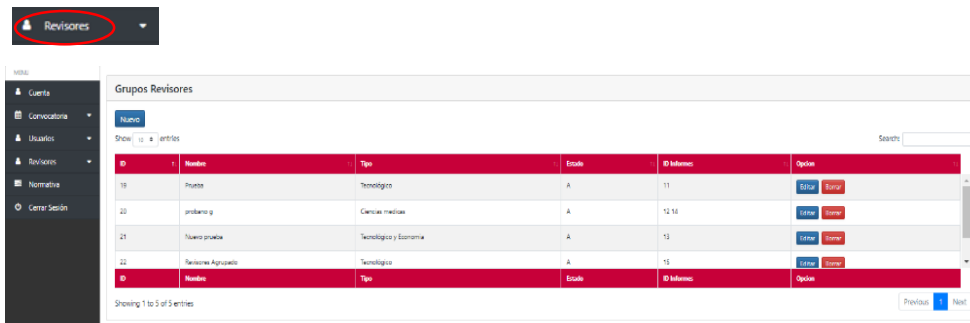 Revisores
MENU
Cuenta
Convocatoria
Usuarios
Revisores
Normativa
Cerrar Sesión
Grupos Revisores
Nuevo
Show 10 entries
Search:
ID Nombre Tipo Estado ID Informes Opcion
19 Prueba Tecnológico A 11 Editar Borrar
20 probano g Ciencias medicas A 12 14 Editar Borrar
21 Nuevo prueba Tecnológico y Economía A 13 Editar Borrar
22 Revisores Agrupado Tecnológico A 15 Editar Borrar
ID Nombre Tipo Estado ID Informes Opcion
Showing 1 to 5 of 5 entries
Previous 1 Next